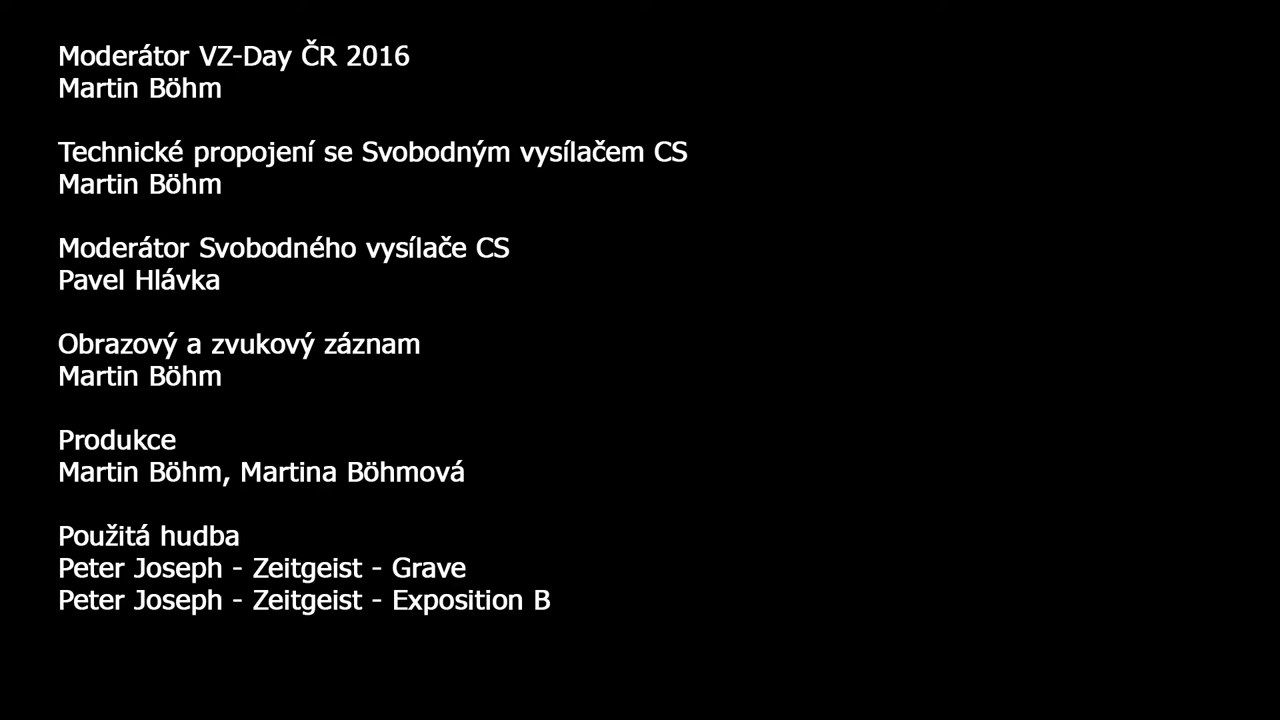 Moderátor VZ-Day ČR 2016
Martin Böhm
Technické propojení se Svobodným vysílačem CS
Martin Böhm
Moderátor Svobodného vysílače CS
Pavel Hlávka
Obrazový a zvukový záznam
Martin Böhm
Produkce
Martin Böhm, Martina Böhmová
Použitá hudba
Peter Joseph - Zeitgeist - Grave
Peter Joseph - Zeitgeist - Exposition B